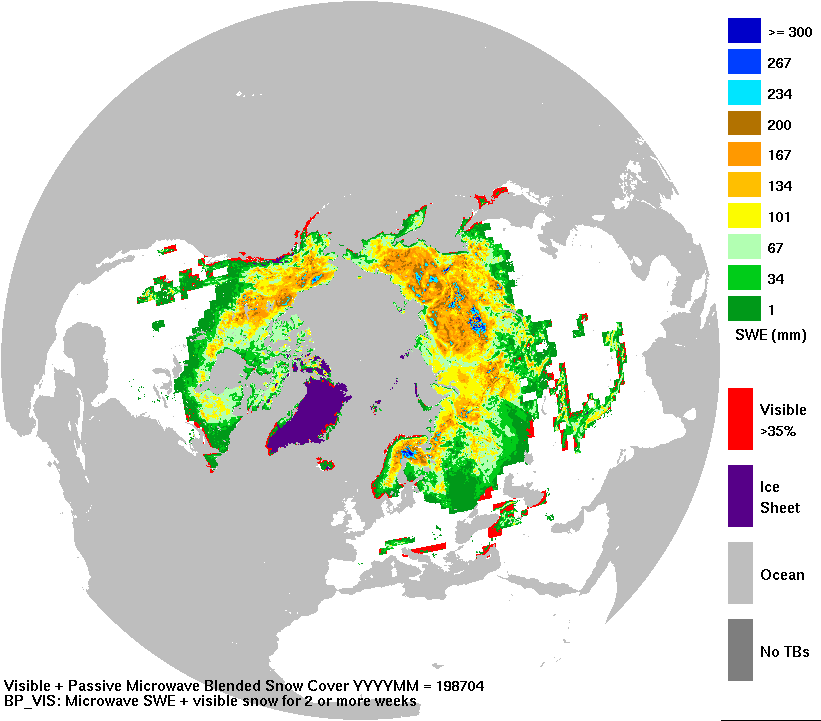 >= 300
267
234
200
167
134
101
67
34
1
SWE (mm)
Visible
>35%
Ice
Sheet
Ocean
No TBs
Visible + Passive Microwave Blended Snow Cover YYYYMM = 198704
BP_VIS: Microwave SWE + visible snow for 2 or more weeks